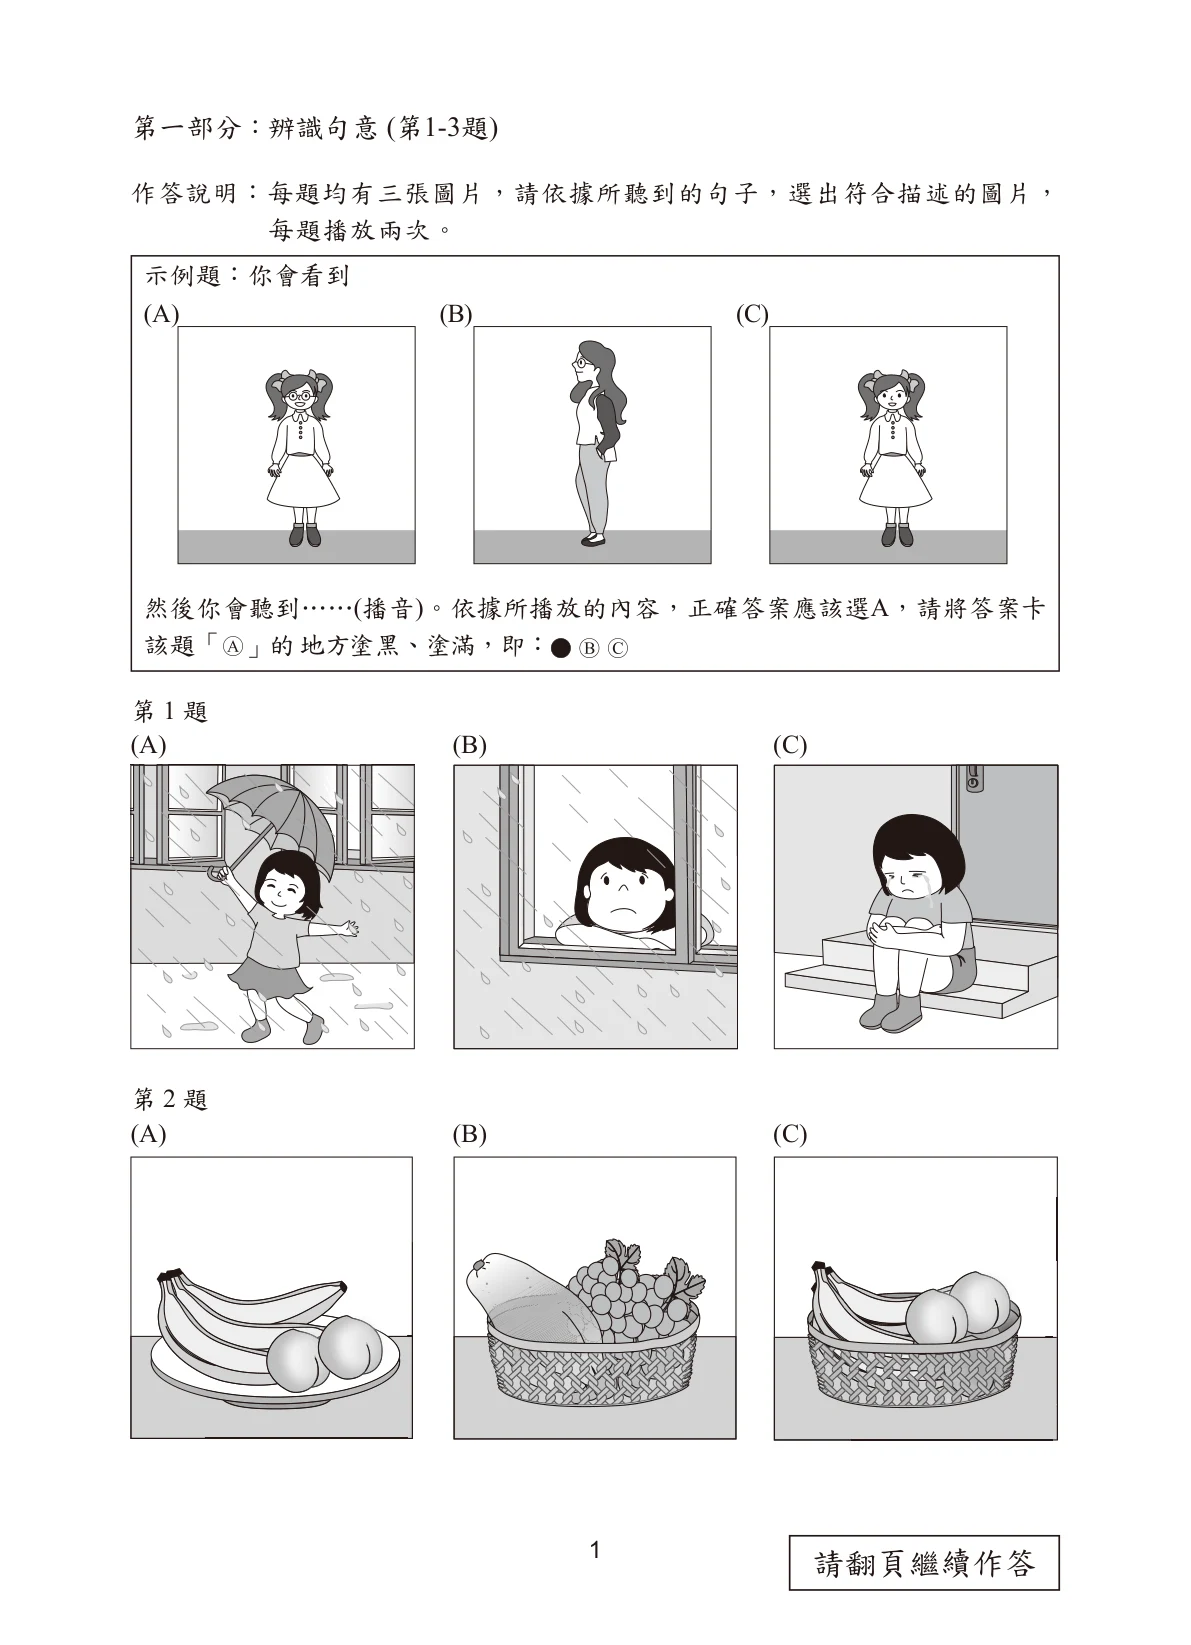 第一部分：辨識句意 (第1-3題)
作答說明：每題均有三張圖片，請依據所聽到的句子，選出符合描述的圖片，
每題播放兩次。
示例題：你會看到
(A) (B) (C)
然後你會聽到……(播音)。依據所播放的內容，正確答案應該選A，請將答案卡
該題「Ⓐ」的地方塗黑、塗滿，即：● Ⓑ Ⓒ
第 1 題
(A) (B) (C)
第 2 題
(A) (B) (C)
1
請翻頁繼續作答